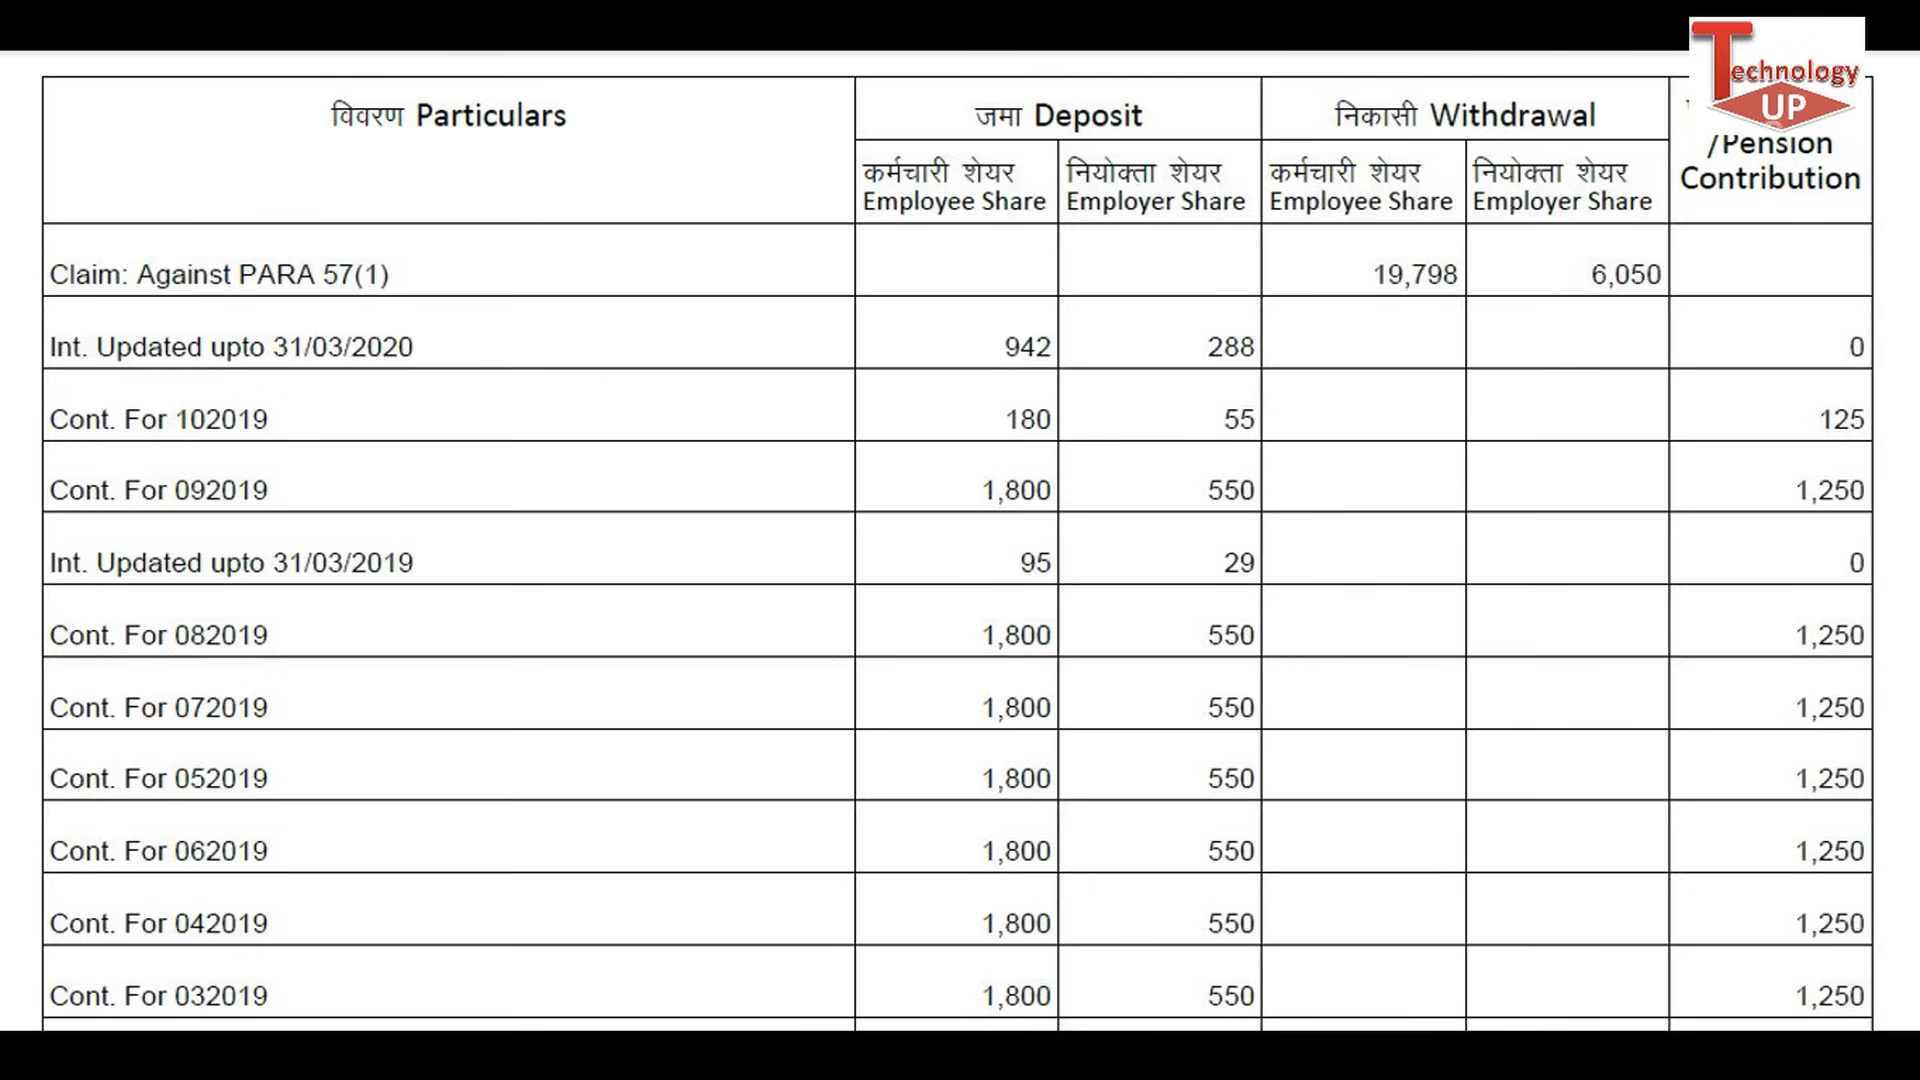 Technology
UP
विवरण Particulars
जमा Deposit
निकासी Withdrawal
/Pension
Contribution
कर्मचारी शेयर
Employee Share
नियोक्ता शेयर
Employer Share
कर्मचारी शेयर
Employee Share
नियोक्ता शेयर
Employer Share
Claim: Against PARA 57(1) 19,798 6,050
Int. Updated upto 31/03/2020 942 288 0
Cont. For 102019 180 55 125
Cont. For 092019 1,800 550 1,250
Int. Updated upto 31/03/2019 95 29 0
Cont. For 082019 1,800 550 1,250
Cont. For 072019 1,800 550 1,250
Cont. For 052019 1,800 550 1,250
Cont. For 062019 1,800 550 1,250
Cont. For 042019 1,800 550 1,250
Cont. For 032019 1,800 550 1,250